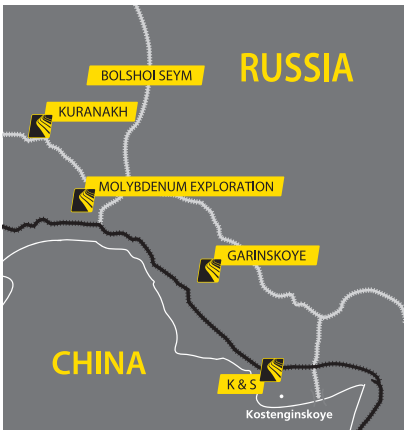 RUSSIA
BOLSHOI SEYM
KURANAKH
MOLYBDENUM EXPLORATION
GARINSKOYE
CHINA
K & S
Kostenginskoye